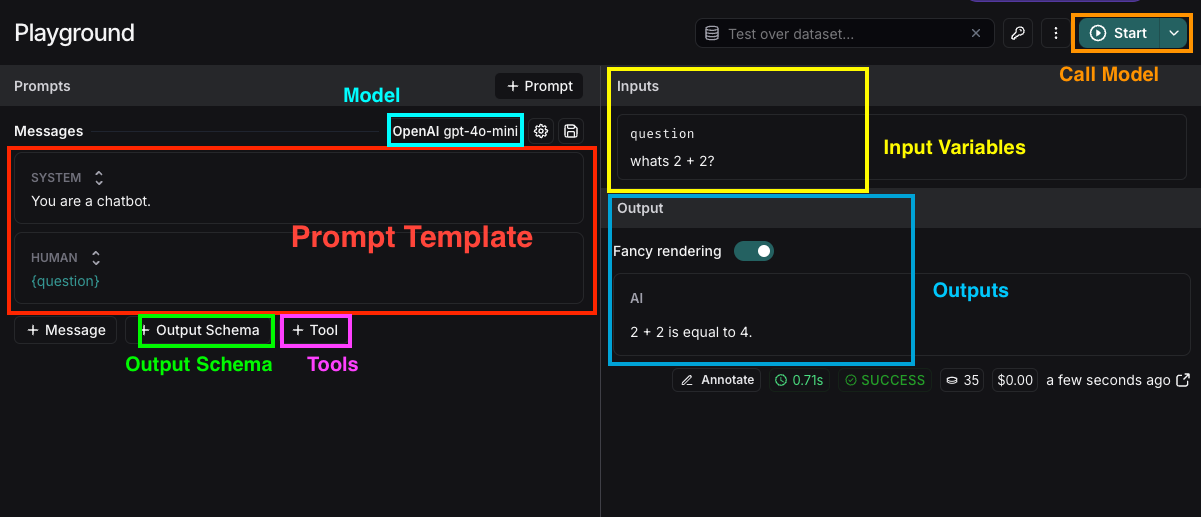 Playground
Test over dataset...
Start
Call Model
Prompts
+ Prompt
Model
Messages
OpenAI gpt-4o-mini
SYSTEM
You are a chatbot.
Prompt Template
HUMAN
{question}
+ Message
+ Output Schema
+ Tool
Output Schema
Tools
Inputs
question
whats 2 + 2?
Input Variables
Output
Fancy rendering
Outputs
AI
2 + 2 is equal to 4.
Annotate
0.71s
SUCCESS
35
$0.00
a few seconds ago